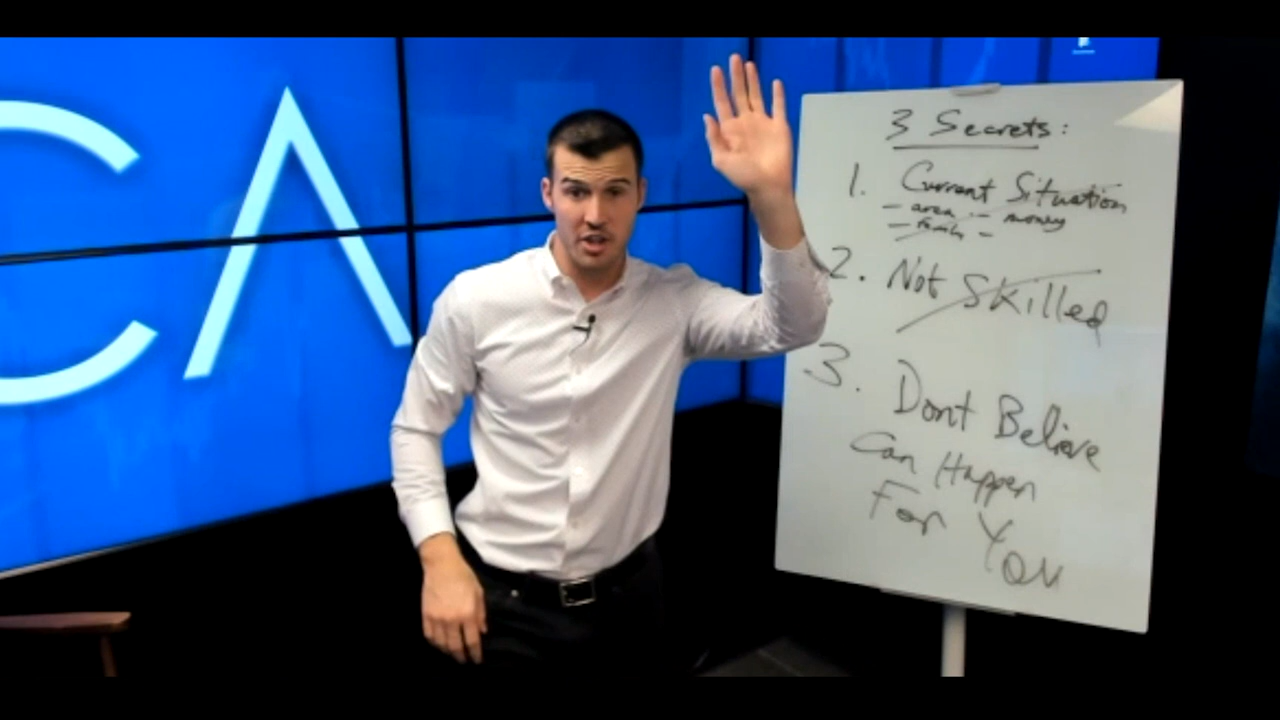 CA
3 Secrets:
1. Current Situation
- area - money
- family -
2. Not Skilled
3. Dont Believe
Can Happen
For You